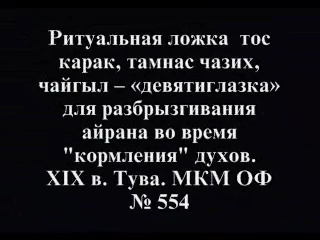 Ритуальная ложка тос
карак, тамнас чазих,
чайгыл – «девятиглазка»
для разбрызгивания
айрана во время
"кормления" духов.
XIX в. Тува. МКМ ОФ
№ 554